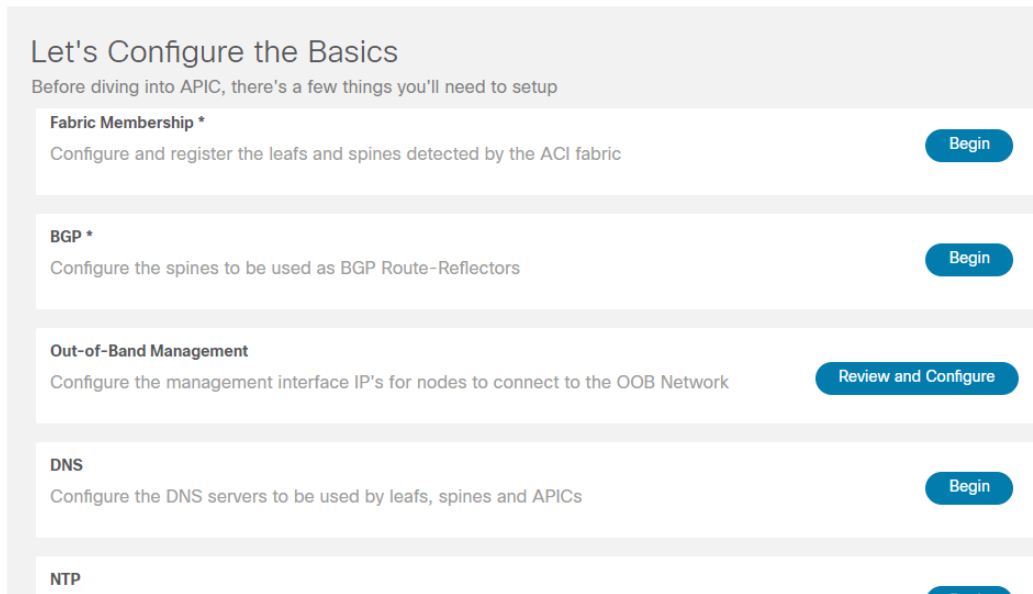 Let's Configure the Basics
Before diving into APIC, there's a few things you'll need to setup
Fabric Membership *
Configure and register the leafs and spines detected by the ACI fabric
Begin
BGP *
Configure the spines to be used as BGP Route-Reflectors
Begin
Out-of-Band Management
Configure the management interface IP's for nodes to connect to the OOB Network
Review and Configure
DNS
Configure the DNS servers to be used by leafs, spines and APICs
Begin
NTP